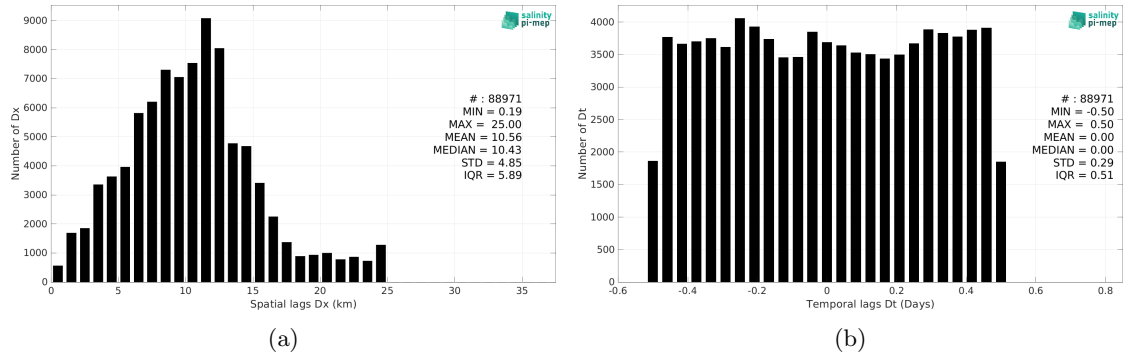 salinity
pi-mep
# : 88971
MIN = 0.19
MAX = 25.00
MEAN = 10.56
MEDIAN = 10.43
STD = 4.85
IQR = 5.89
Number of Dx
9000
8000
7000
6000
5000
4000
3000
2000
1000
0
0 5 10 15 20 25 30 35
Spatial lags Dx (km)
(a)
salinity
pi-mep
# : 88971
MIN = -0.50
MAX = 0.50
MEAN = 0.00
MEDIAN = 0.00
STD = 0.29
IQR = 0.51
Number of Dt
4000
3500
3000
2500
2000
1500
1000
500
0
-0.6 -0.4 -0.2 0 0.2 0.4 0.6 0.8
Temporal lags Dt (Days)
(b)